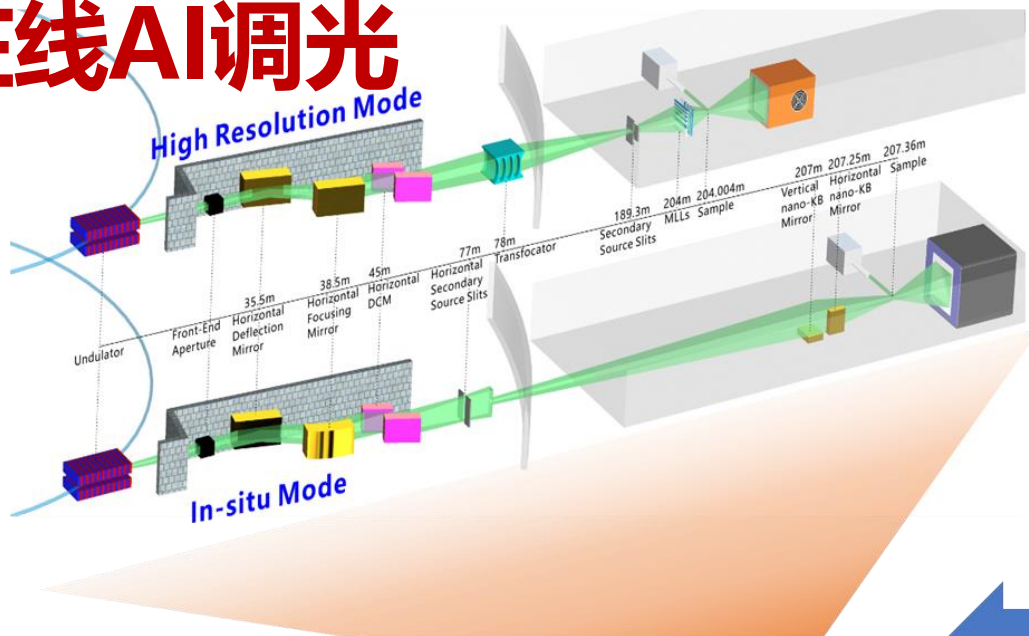 线AI调光
High Resolution Mode
207.36m
Sample
207.25m
Horizontal
nano-KB
Mirror
207m
Vertical
nano-KB
Mirror
204.004m
Sample
204m
MLLs
189.3m
Secondary
Source Slits
78m
Transfocator
77m
Horizontal
Secondary
Source Slits
45m
Horizontal
DCM
38.5m
Horizontal
Focusing
Mirror
35.5m
Horizontal
Deflection
Mirror
Front-End
Aperture
Undulator
In-situ Mode